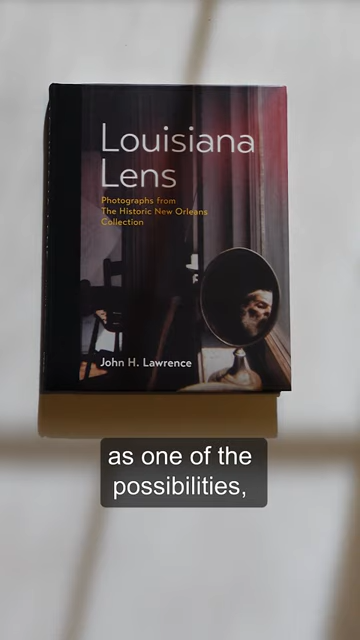 Louisiana
Lens
Photographs from
The Historic New Orleans
Collection
John H. Lawrence
as one of the
possibilities,